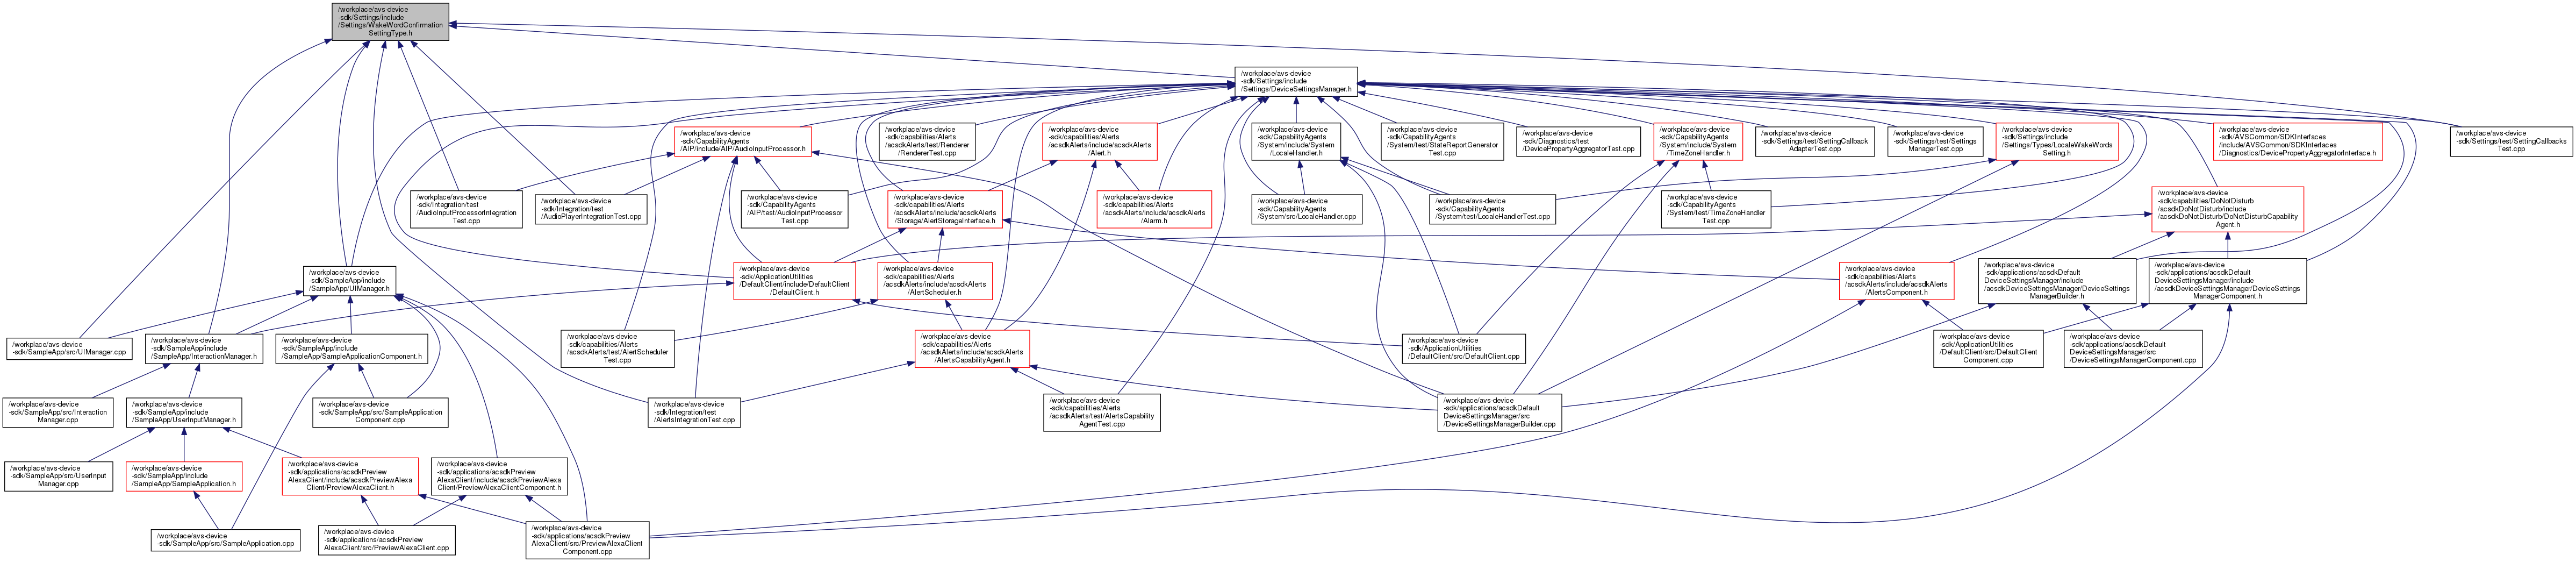 /workplace/avs-device
-sdk/Settings/include
/Settings/WakeWordConfirmation
SettingType.h
/workplace/avs-device
-sdk/Settings/include
/Settings/DeviceSettingsManager.h
/workplace/avs-device
-sdk/CapabilityAgents
/AIP/include/AIP/AudioInputProcessor.h
/workplace/avs-device
-sdk/capabilities/Alerts
/acsdkAlerts/test/Renderer
/RendererTest.cpp
/workplace/avs-device
-sdk/capabilities/Alerts
/acsdkAlerts/include/acsdkAlerts
/Alert.h
/workplace/avs-device
-sdk/CapabilityAgents
/System/include/System
/LocaleHandler.h
/workplace/avs-device
-sdk/CapabilityAgents
/System/test/StateReportGenerator
Test.cpp
/workplace/avs-device
-sdk/Diagnostics/test
/DevicePropertyAggregatorTest.cpp
/workplace/avs-device
-sdk/CapabilityAgents
/System/include/System
/TimeZoneHandler.h
/workplace/avs-device
-sdk/Settings/test/SettingCallback
AdapterTest.cpp
/workplace/avs-device
-sdk/Settings/test/Settings
ManagerTest.cpp
/workplace/avs-device
-sdk/Settings/include
/Settings/Types/LocaleWakeWords
Setting.h
/workplace/avs-device
-sdk/AVSCommon/SDKInterfaces
/include/AVSCommon/SDKInterfaces
/Diagnostics/DevicePropertyAggregatorInterface.h
/workplace/avs-device
-sdk/Settings/test/SettingCallbacks
Test.cpp
/workplace/avs-device
-sdk/Integration/test
/AudioInputProcessorIntegration
Test.cpp
/workplace/avs-device
-sdk/Integration/test
/AudioPlayerIntegrationTest.cpp
/workplace/avs-device
-sdk/CapabilityAgents
/AIP/test/AudioInputProcessor
Test.cpp
/workplace/avs-device
-sdk/capabilities/Alerts
/acsdkAlerts/include/acsdkAlerts
/Storage/AlertStorageInterface.h
/workplace/avs-device
-sdk/capabilities/Alerts
/acsdkAlerts/include/acsdkAlerts
/Alarm.h
/workplace/avs-device
-sdk/CapabilityAgents
/System/src/LocaleHandler.cpp
/workplace/avs-device
-sdk/CapabilityAgents
/System/test/LocaleHandlerTest.cpp
/workplace/avs-device
-sdk/CapabilityAgents
/System/test/TimeZoneHandler
Test.cpp
/workplace/avs-device
-sdk/capabilities/DoNotDisturb
/acsdkDoNotDisturb/include
/acsdkDoNotDisturb/DoNotDisturbCapability
Agent.h
/workplace/avs-device
-sdk/SampleApp/include
/SampleApp/UIManager.h
/workplace/avs-device
-sdk/ApplicationUtilities
/DefaultClient/include/DefaultClient
/DefaultClient.h
/workplace/avs-device
-sdk/capabilities/Alerts
/acsdkAlerts/include/acsdkAlerts
/AlertScheduler.h
/workplace/avs-device
-sdk/capabilities/Alerts
/acsdkAlerts/include/acsdkAlerts
/AlertsComponent.h
/workplace/avs-device
-sdk/applications/acsdkDefault
DeviceSettingsManager/include
/acsdkDeviceSettingsManager/DeviceSettings
ManagerBuilder.h
/workplace/avs-device
-sdk/applications/acsdkDefault
DeviceSettingsManager/include
/acsdkDeviceSettingsManager/DeviceSettings
ManagerComponent.h
/workplace/avs-device
-sdk/SampleApp/src/UIManager.cpp
/workplace/avs-device
-sdk/SampleApp/include
/SampleApp/InteractionManager.h
/workplace/avs-device
-sdk/SampleApp/include
/SampleApp/SampleApplicationComponent.h
/workplace/avs-device
-sdk/capabilities/Alerts
/acsdkAlerts/test/AlertScheduler
Test.cpp
/workplace/avs-device
-sdk/capabilities/Alerts
/acsdkAlerts/include/acsdkAlerts
/AlertsCapabilityAgent.h
/workplace/avs-device
-sdk/ApplicationUtilities
/DefaultClient/src/DefaultClient.cpp
/workplace/avs-device
-sdk/ApplicationUtilities
/DefaultClient/src/DefaultClient
Component.cpp
/workplace/avs-device
-sdk/applications/acsdkDefault
DeviceSettingsManager/src
/DeviceSettingsManagerComponent.cpp
/workplace/avs-device
-sdk/SampleApp/src/Interaction
Manager.cpp
/workplace/avs-device
-sdk/SampleApp/include
/SampleApp/UserInputManager.h
/workplace/avs-device
-sdk/SampleApp/src/SampleApplication
Component.cpp
/workplace/avs-device
-sdk/Integration/test
/AlertsIntegrationTest.cpp
/workplace/avs-device
-sdk/capabilities/Alerts
/acsdkAlerts/test/AlertsCapability
AgentTest.cpp
/workplace/avs-device
-sdk/applications/acsdkDefault
DeviceSettingsManager/src
/DeviceSettingsManagerBuilder.cpp
/workplace/avs-device
-sdk/SampleApp/src/UserInput
Manager.cpp
/workplace/avs-device
-sdk/SampleApp/include
/SampleApp/SampleApplication.h
/workplace/avs-device
-sdk/applications/acsdkPreview
AlexaClient/include/acsdkPreviewAlexa
Client/PreviewAlexaClient.h
/workplace/avs-device
-sdk/applications/acsdkPreview
AlexaClient/include/acsdkPreviewAlexa
Client/PreviewAlexaClientComponent.h
/workplace/avs-device
-sdk/SampleApp/src/SampleApplication.cpp
/workplace/avs-device
-sdk/applications/acsdkPreview
AlexaClient/src/PreviewAlexaClient.cpp
/workplace/avs-device
-sdk/applications/acsdkPreview
AlexaClient/src/PreviewAlexaClient
Component.cpp